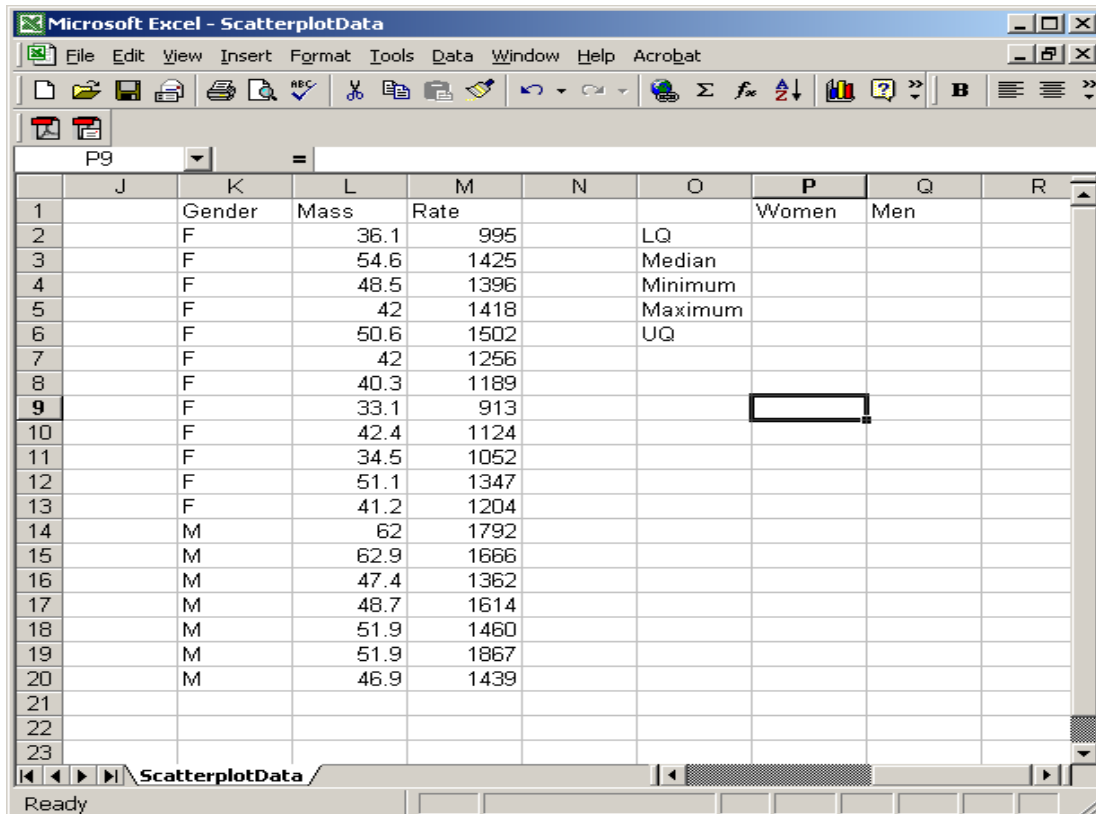 Microsoft Excel - ScatterplotData
File Edit View Insert Format Tools Data Window Help Acrobat
ABC Σ fx A Z ? » B »
P9 =
J K L M N O P Q R
1 Gender Mass Rate Women Men
2 F 36.1 995 LQ
3 F 54.6 1425 Median
4 F 48.5 1396 Minimum
5 F 42 1418 Maximum
6 F 50.6 1502 UQ
7 F 42 1256
8 F 40.3 1189
9 F 33.1 913
10 F 42.4 1124
11 F 34.5 1052
12 F 51.1 1347
13 F 41.2 1204
14 M 62 1792
15 M 62.9 1666
16 M 47.4 1362
17 M 48.7 1614
18 M 51.9 1460
19 M 51.9 1867
20 M 46.9 1439
21
22
23
ScatterplotData
Ready